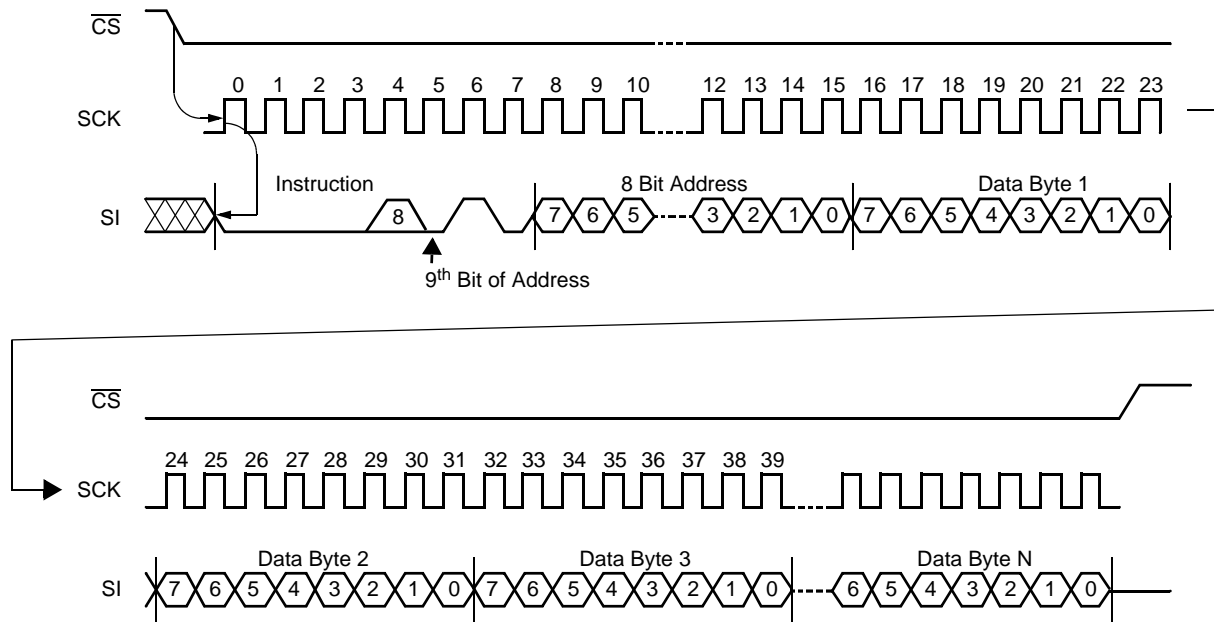 CS
0 1 2 3 4 5 6 7 8 9 10 12 13 14 15 16 17 18 19 20 21 22 23
SCK
Instruction 8 Bit Address Data Byte 1
SI 8 7 6 5 3 2 1 0 7 6 5 4 3 2 1 0
9th Bit of Address
CS
24 25 26 27 28 29 30 31 32 33 34 35 36 37 38 39
SCK
Data Byte 2 Data Byte 3 Data Byte N
SI 7 6 5 4 3 2 1 0 7 6 5 4 3 2 1 0 6 5 4 3 2 1 0